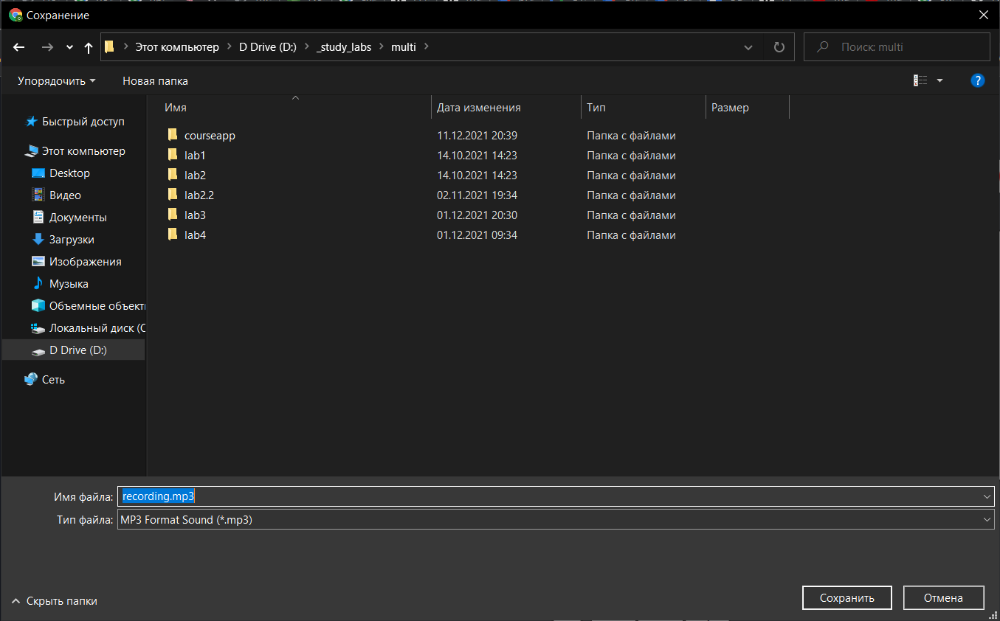 Сохранение
Этот компьютер D Drive (D:) _study_labs multi
Поиск: multi
Упорядочить Новая папка
?
Имя Дата изменения Тип Размер
Быстрый доступ
Этот компьютер
Desktop
Видео
Документы
Загрузки
Изображения
Музыка
Объемные объект
Локальный диск (C
D Drive (D:)
Сеть
courseapp 11.12.2021 20:39 Папка с файлами
lab1 14.10.2021 14:23 Папка с файлами
lab2 14.10.2021 14:23 Папка с файлами
lab2.2 02.11.2021 19:34 Папка с файлами
lab3 01.12.2021 20:30 Папка с файлами
lab4 01.12.2021 09:34 Папка с файлами
Имя файла: recording.mp3
Тип файла: MP3 Format Sound (*.mp3)
Скрыть папки
Сохранить Отмена